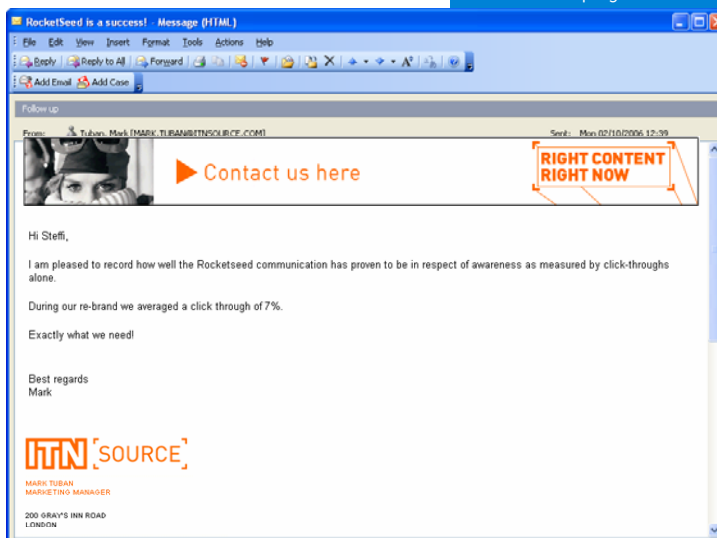 RocketSeed is a success! - Message (HTML)
File Edit View Insert Format Tools Actions Help
Reply Reply to All Forward
Add Email Add Case
Follow up
From: Tuban, Mark [MARK.TUBAN@ITNSOURCE.COM] Sent: Mon 02/10/2006 12:39
Contact us here
RIGHT CONTENT
RIGHT NOW
Hi Steffi,
I am pleased to record how well the Rocketseed communication has proven to be in respect of awareness as measured by click-throughs
alone.
During our re-brand we averaged a click through of 7%.
Exactly what we need!
Best regards
Mark
ITN [SOURCE]
MARK TUBAN
MARKETING MANAGER
200 GRAY'S INN ROAD
LONDON